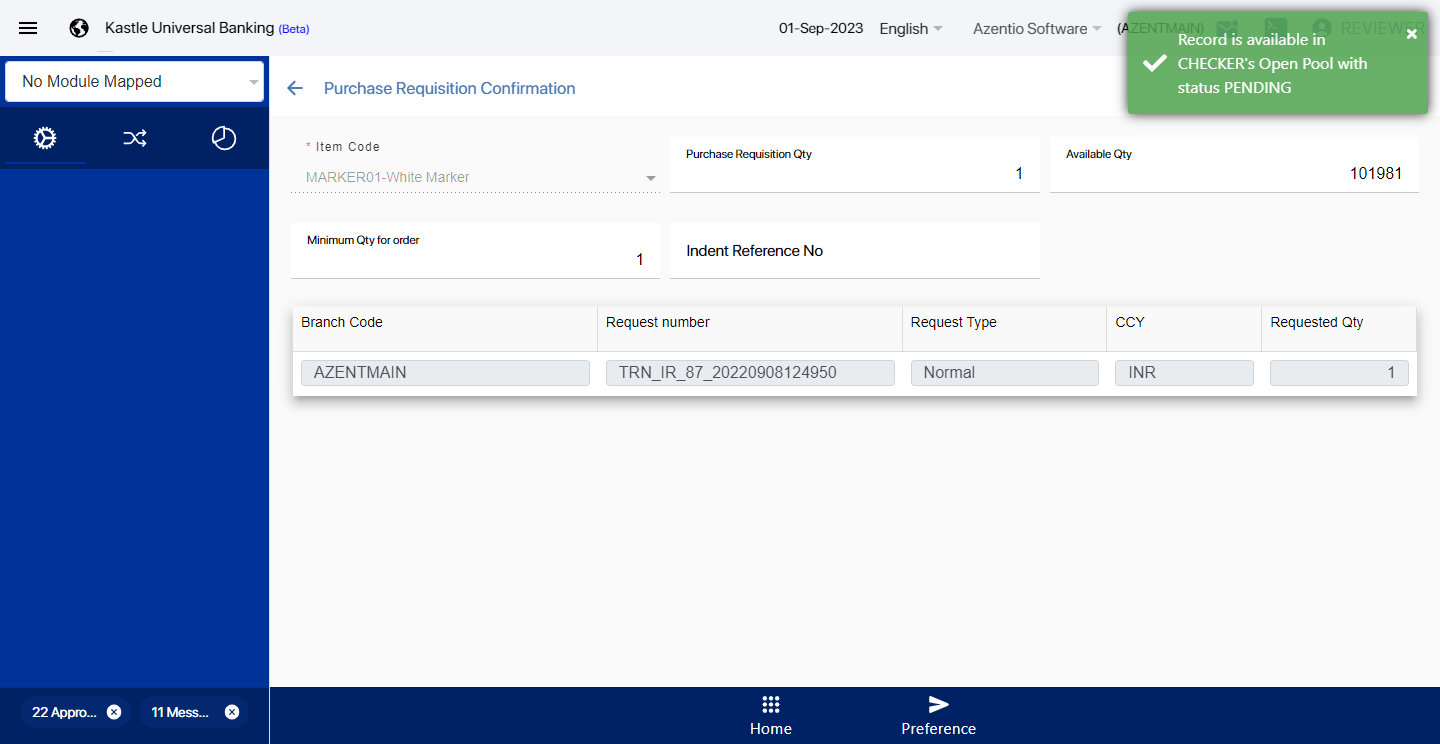 Kastle Universal Banking (Beta)
01-Sep-2023
English
Azentio Software
(AZENTMAIN)
REVIEWER
Record is available in
CHECKER's Open Pool with
status PENDING
No Module Mapped
Purchase Requisition Confirmation
* Item Code
MARKER01-White Marker
Purchase Requisition Qty
1
Available Qty
101981
Minimum Qty for order
1
Indent Reference No
Branch Code Request number Request Type CCY Requested Qty
AZENTMAIN TRN_IR_87_20220908124950 Normal INR 1
22 Appro... 11 Mess...
Home Preference